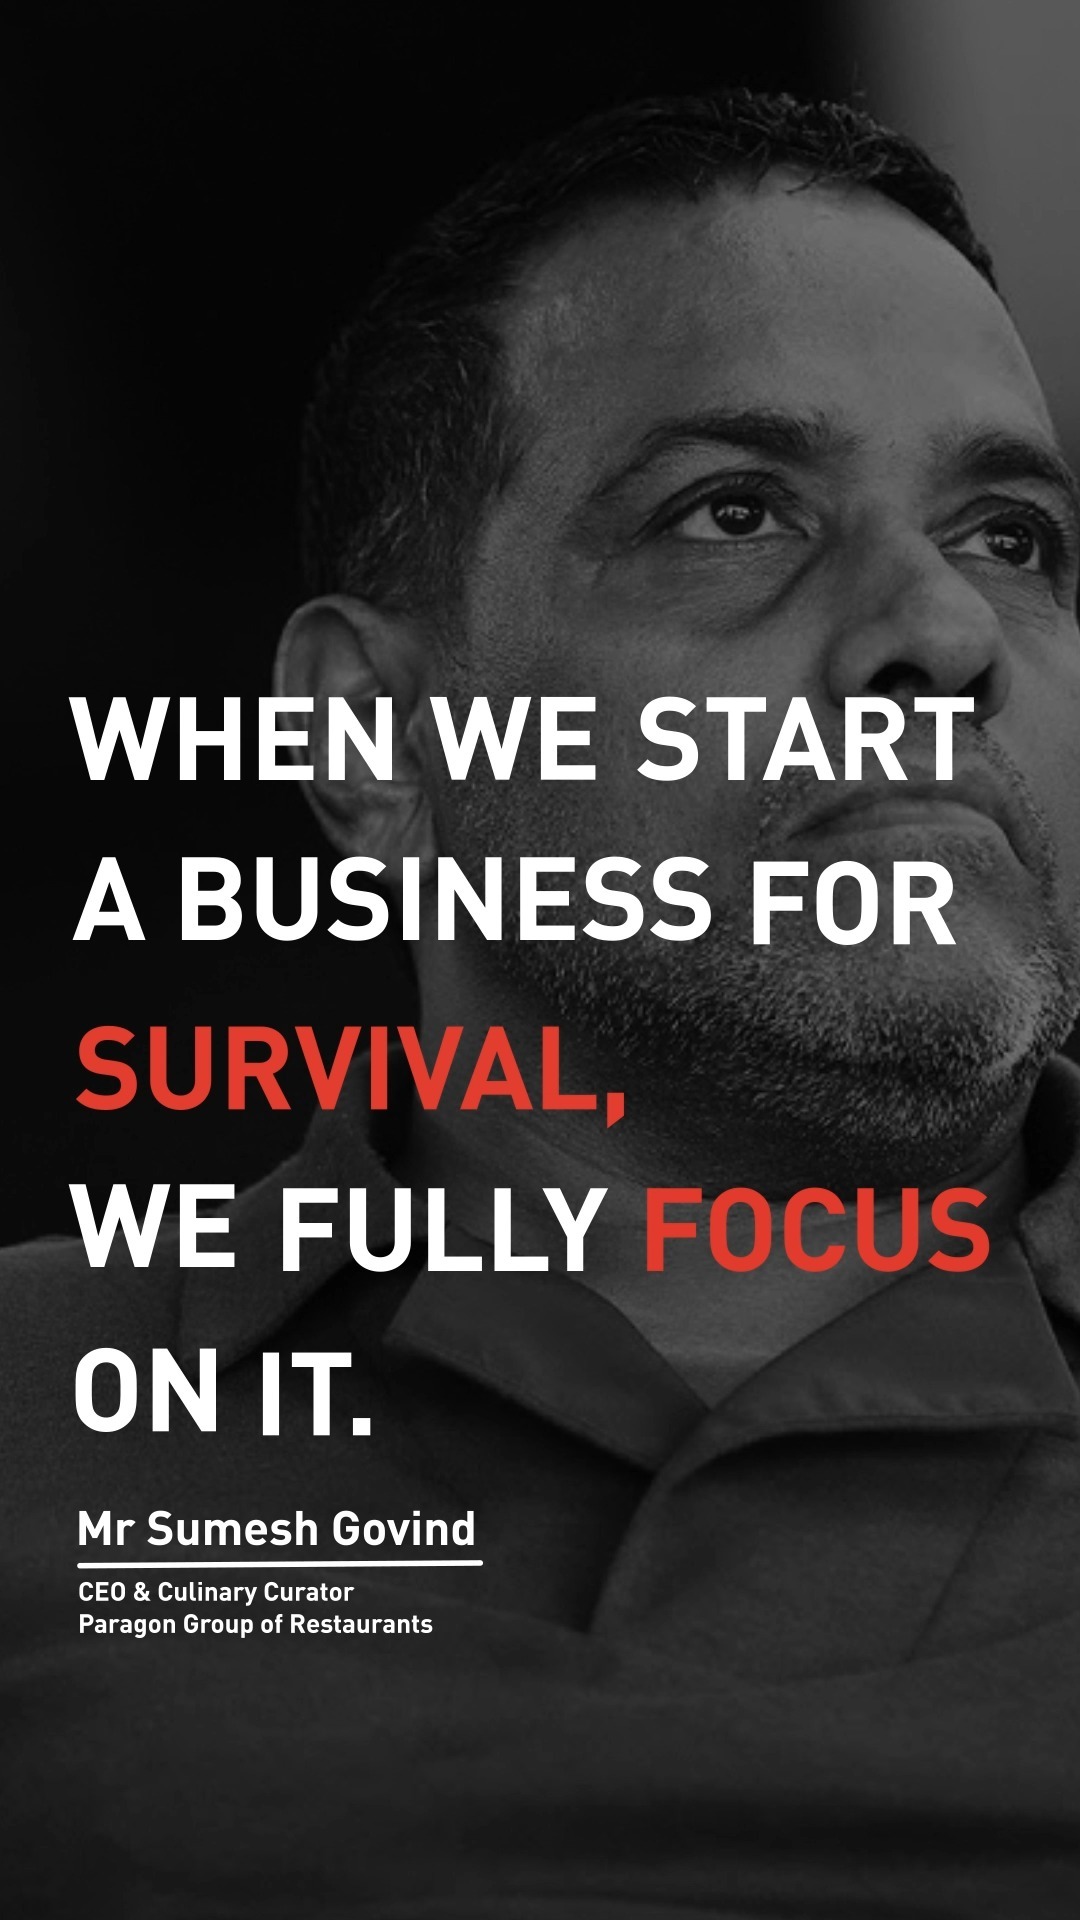 WHEN WE START
A BUSINESS FOR
SURVIVAL,
WE FULLY FOCUS
ON IT.
Mr Sumesh Govind
CEO & Culinary Curator
Paragon Group of Restaurants